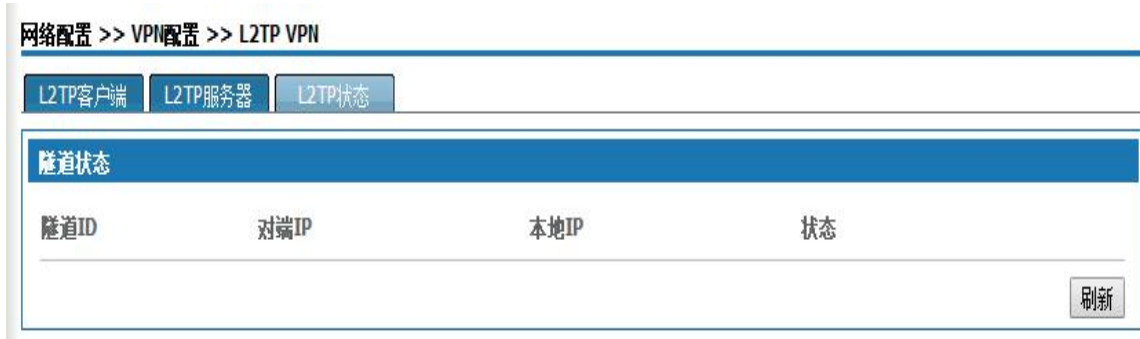 网络配置 >> VPN配置 >> L2TP VPN
L2TP客户端 L2TP服务器 L2TP状态
隧道状态
隧道ID 对端IP 本地IP 状态
刷新